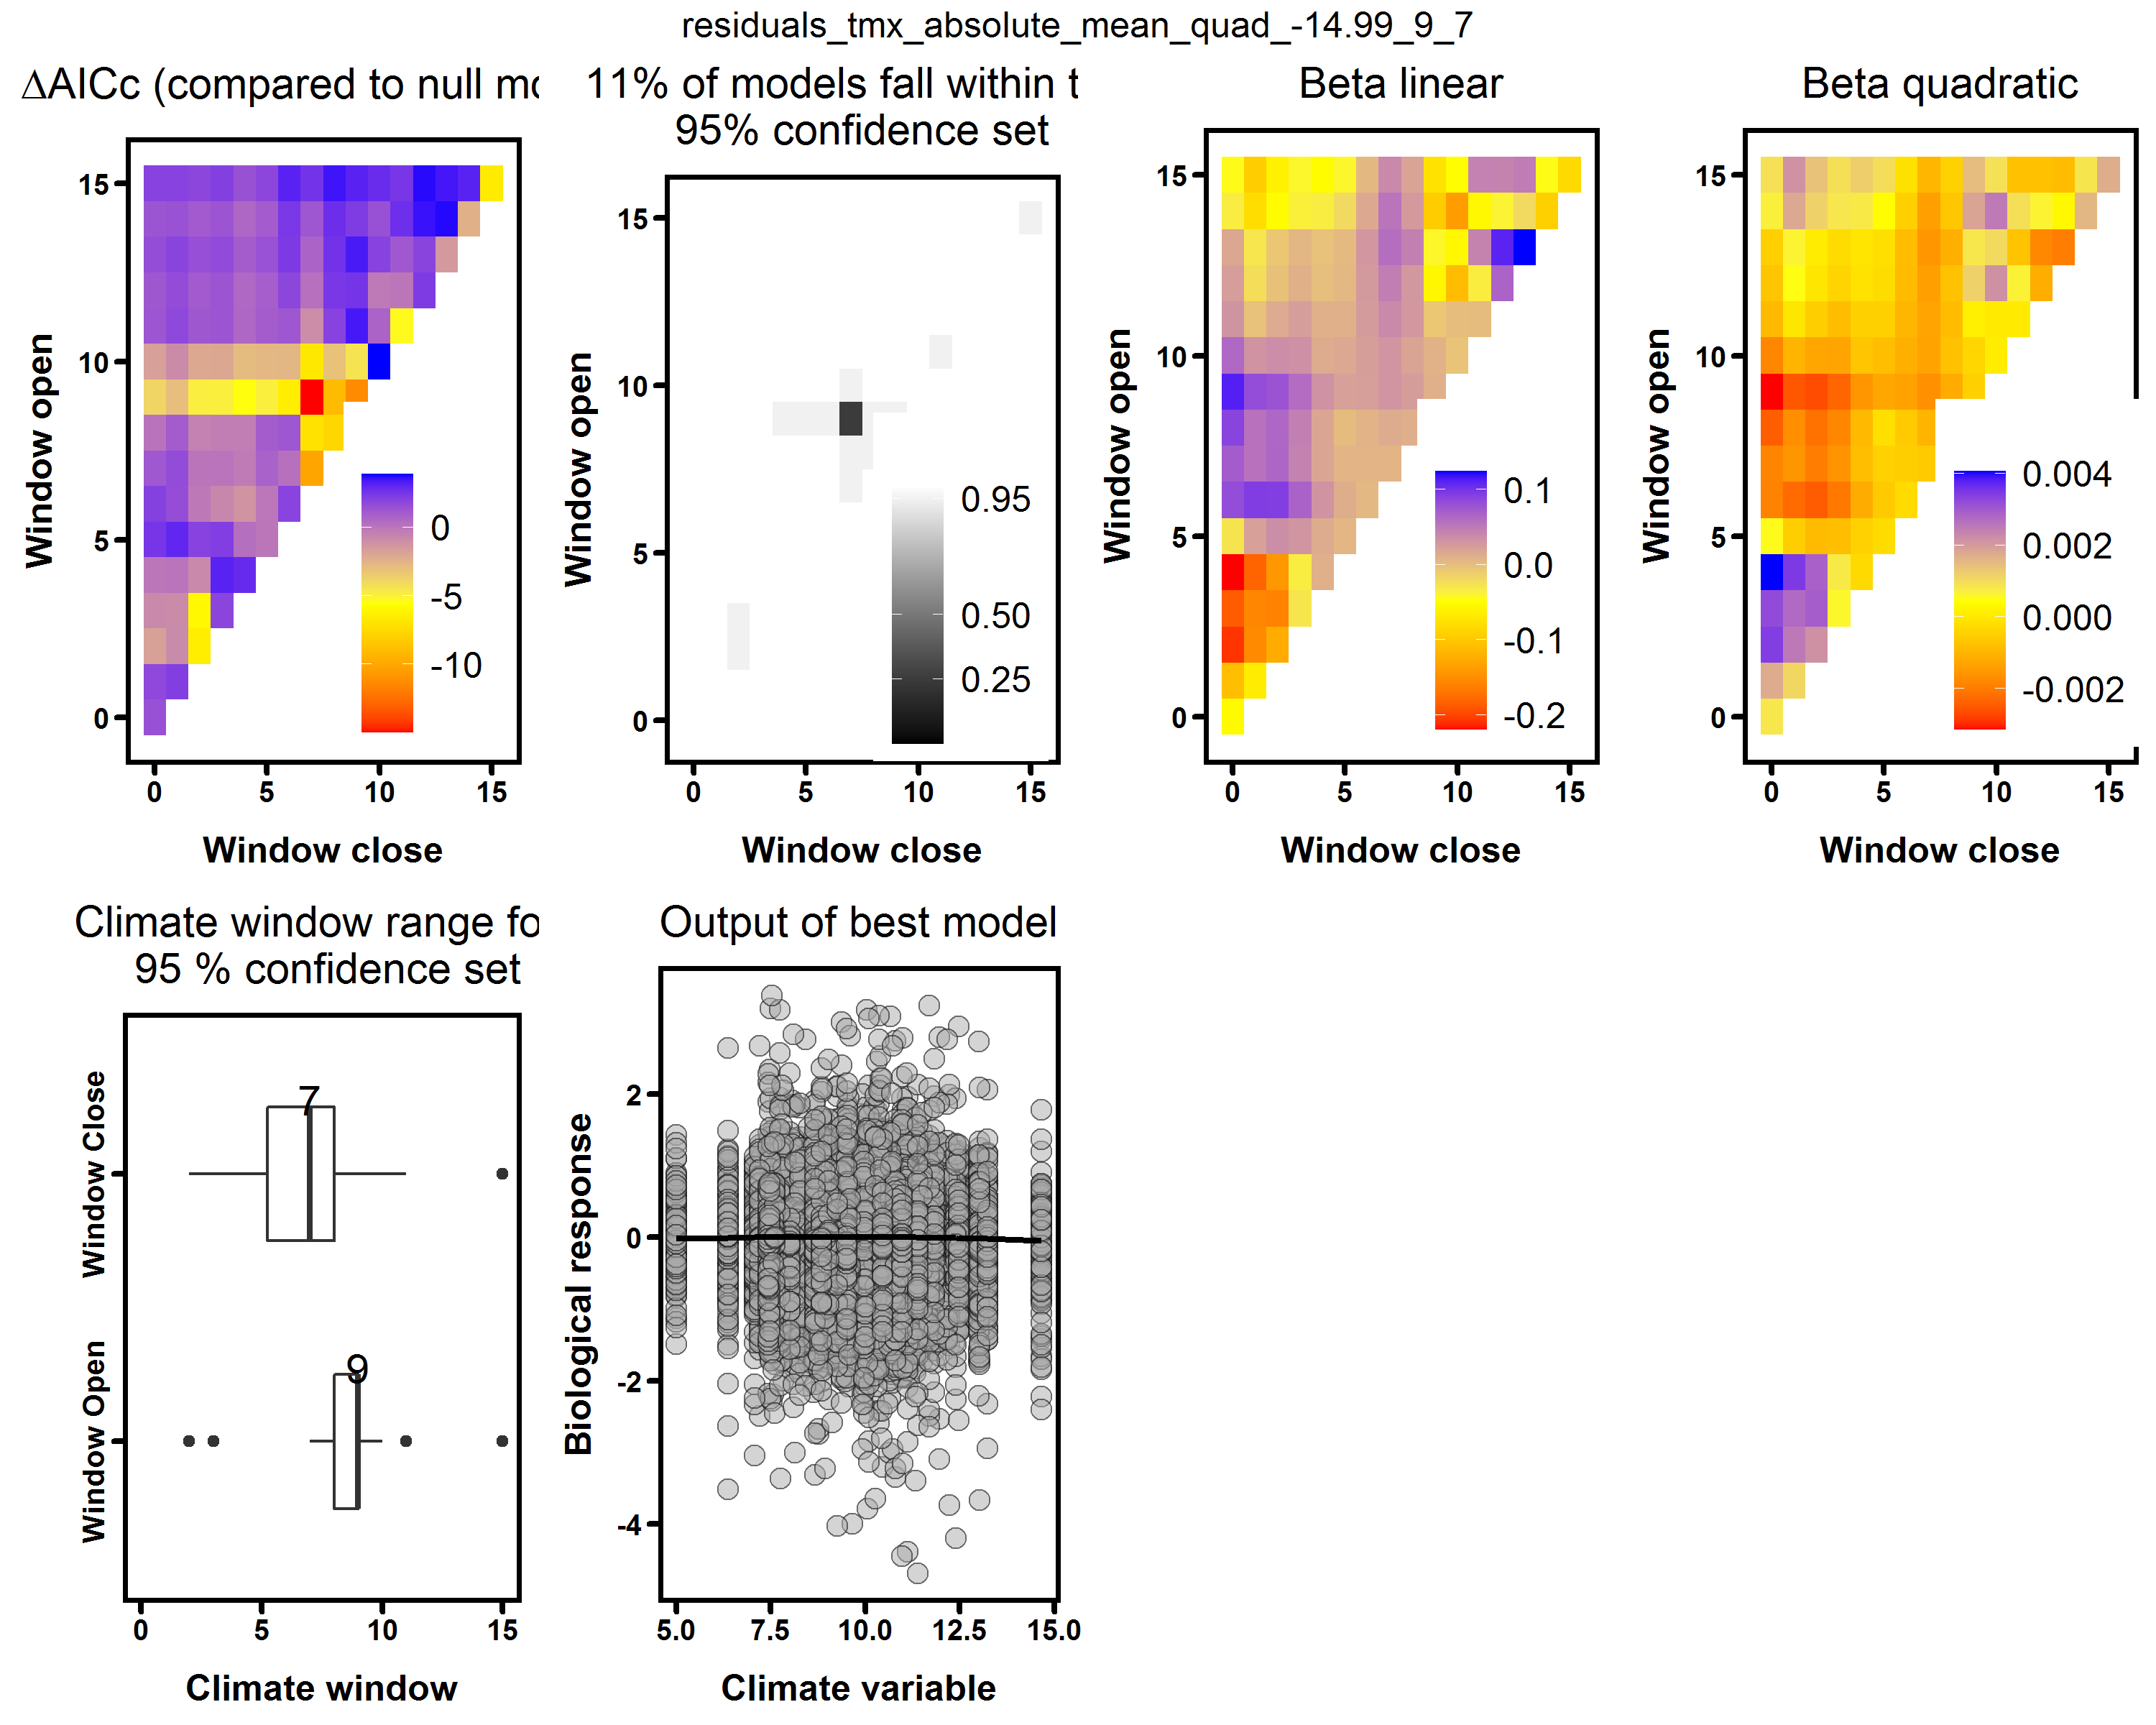 residuals_tmx_absolute_mean_quad_-14.99_9_7
ΔAICc (compared to null mo
15
10
5
0
0
5
10
15
Window open
Window close
0
-5
-10
11% of models fall within t
95% confidence set
15
10
5
0
0
5
10
15
Window open
Window close
0.95
0.50
0.25
Beta linear
15
10
5
0
0
5
10
15
Window open
Window close
0.1
0.0
-0.1
-0.2
Beta quadratic
15
10
5
0
0
5
10
15
Window open
Window close
0.004
0.002
0.000
-0.002
Climate window range fo
95 % confidence set
Window Close
Window Open
7
9
0
5
10
15
Climate window
Output of best model
Biological response
2
0
-2
-4
5.0
7.5
10.0
12.5
15.0
Climate variable